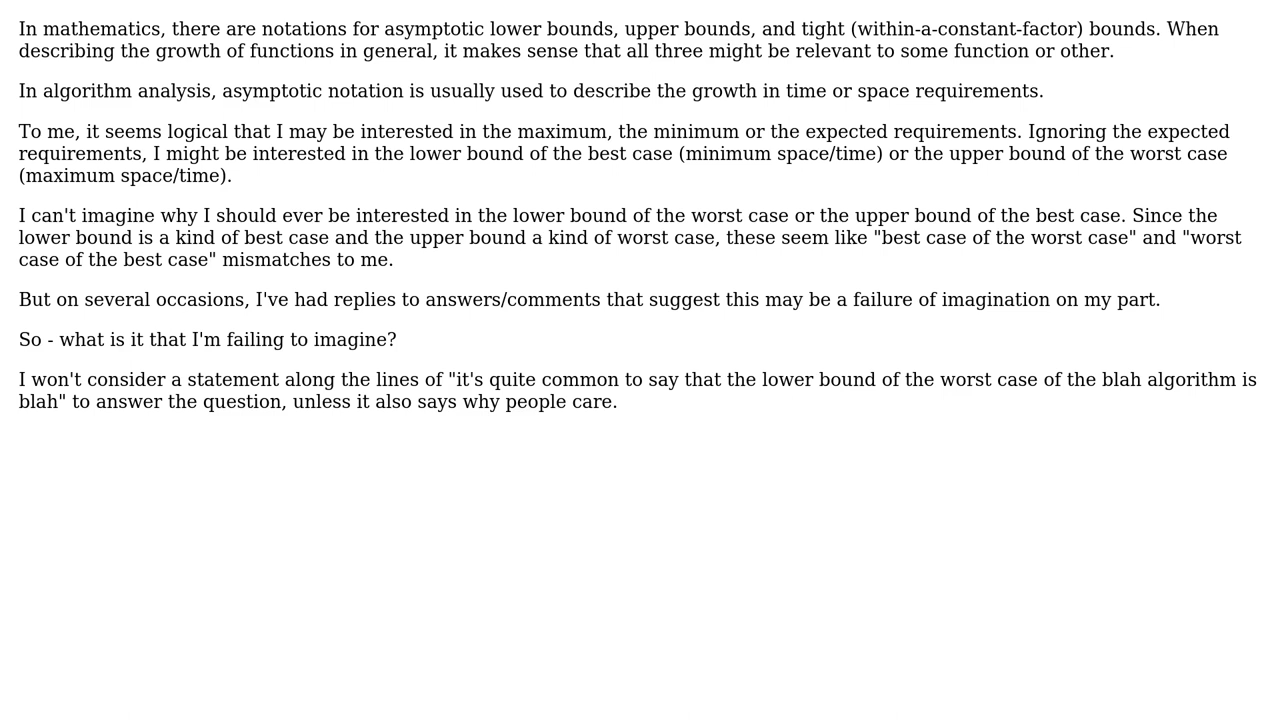 In mathematics, there are notations for asymptotic lower bounds, upper bounds, and tight (within-a-constant-factor) bounds. When
describing the growth of functions in general, it makes sense that all three might be relevant to some function or other.
In algorithm analysis, asymptotic notation is usually used to describe the growth in time or space requirements.
To me, it seems logical that I may be interested in the maximum, the minimum or the expected requirements. Ignoring the expected
requirements, I might be interested in the lower bound of the best case (minimum space/time) or the upper bound of the worst case
(maximum space/time).
I can't imagine why I should ever be interested in the lower bound of the worst case or the upper bound of the best case. Since the
lower bound is a kind of best case and the upper bound a kind of worst case, these seem like "best case of the worst case" and "worst
case of the best case" mismatches to me.
But on several occasions, I've had replies to answers/comments that suggest this may be a failure of imagination on my part.
So - what is it that I'm failing to imagine?
I won't consider a statement along the lines of "it's quite common to say that the lower bound of the worst case of the blah algorithm is
blah" to answer the question, unless it also says why people care.